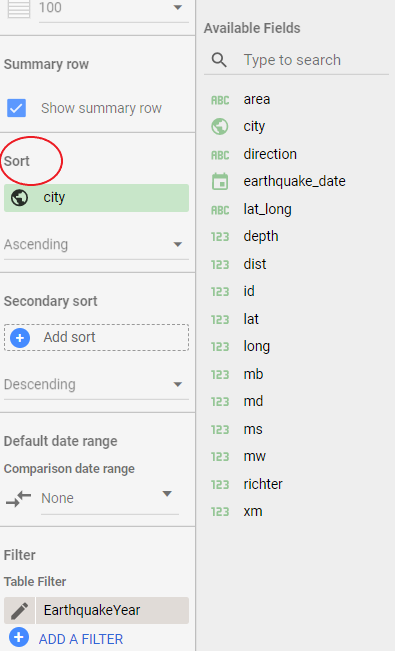 100
Summary row
Show summary row
Sort
city
Ascending
Secondary sort
Add sort
Descending
Default date range
Comparison date range
None
Filter
Table Filter
EarthquakeYear
ADD A FILTER
Available Fields
Type to search
ABC area
city
ABC direction
earthquake_date
ABC lat_long
123 depth
123 dist
123 id
123 lat
123 long
123 mb
123 md
123 ms
123 mw
123 richter
123 xm